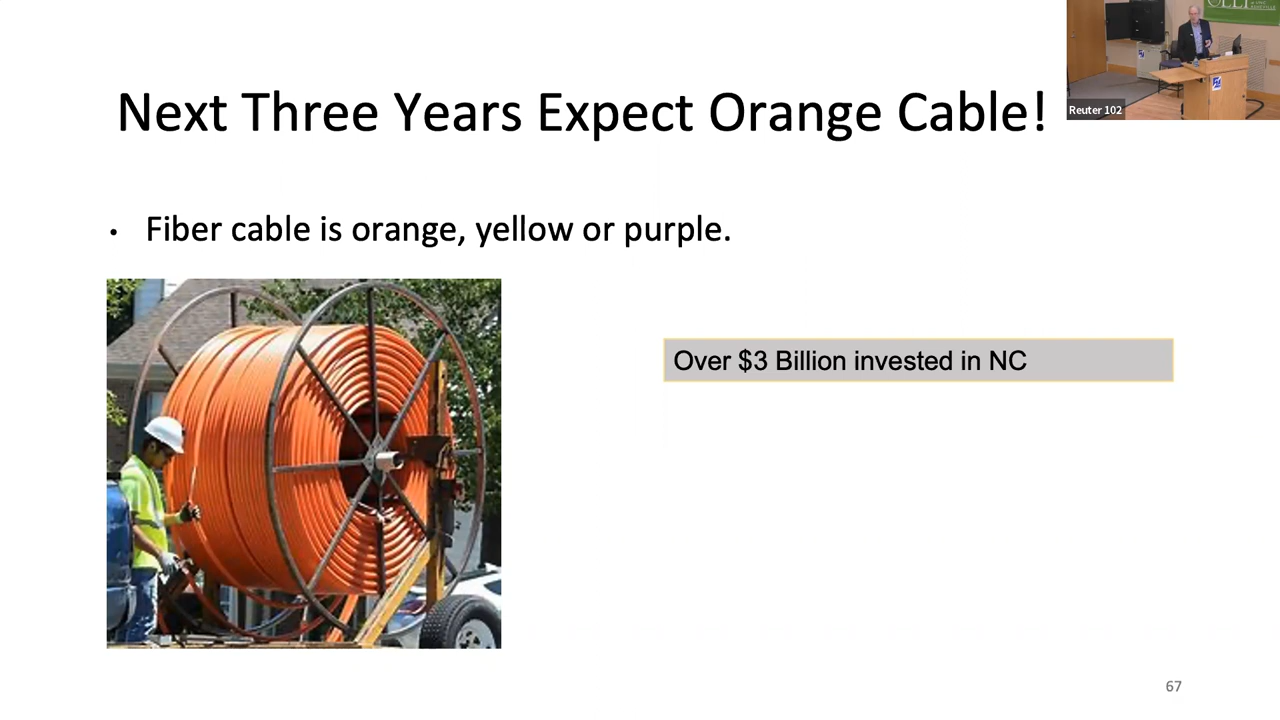 OLLI
Reuter 102
Next Three Years Expect Orange Cable!
• Fiber cable is orange, yellow or purple.
Over $3 Billion invested in NC
67